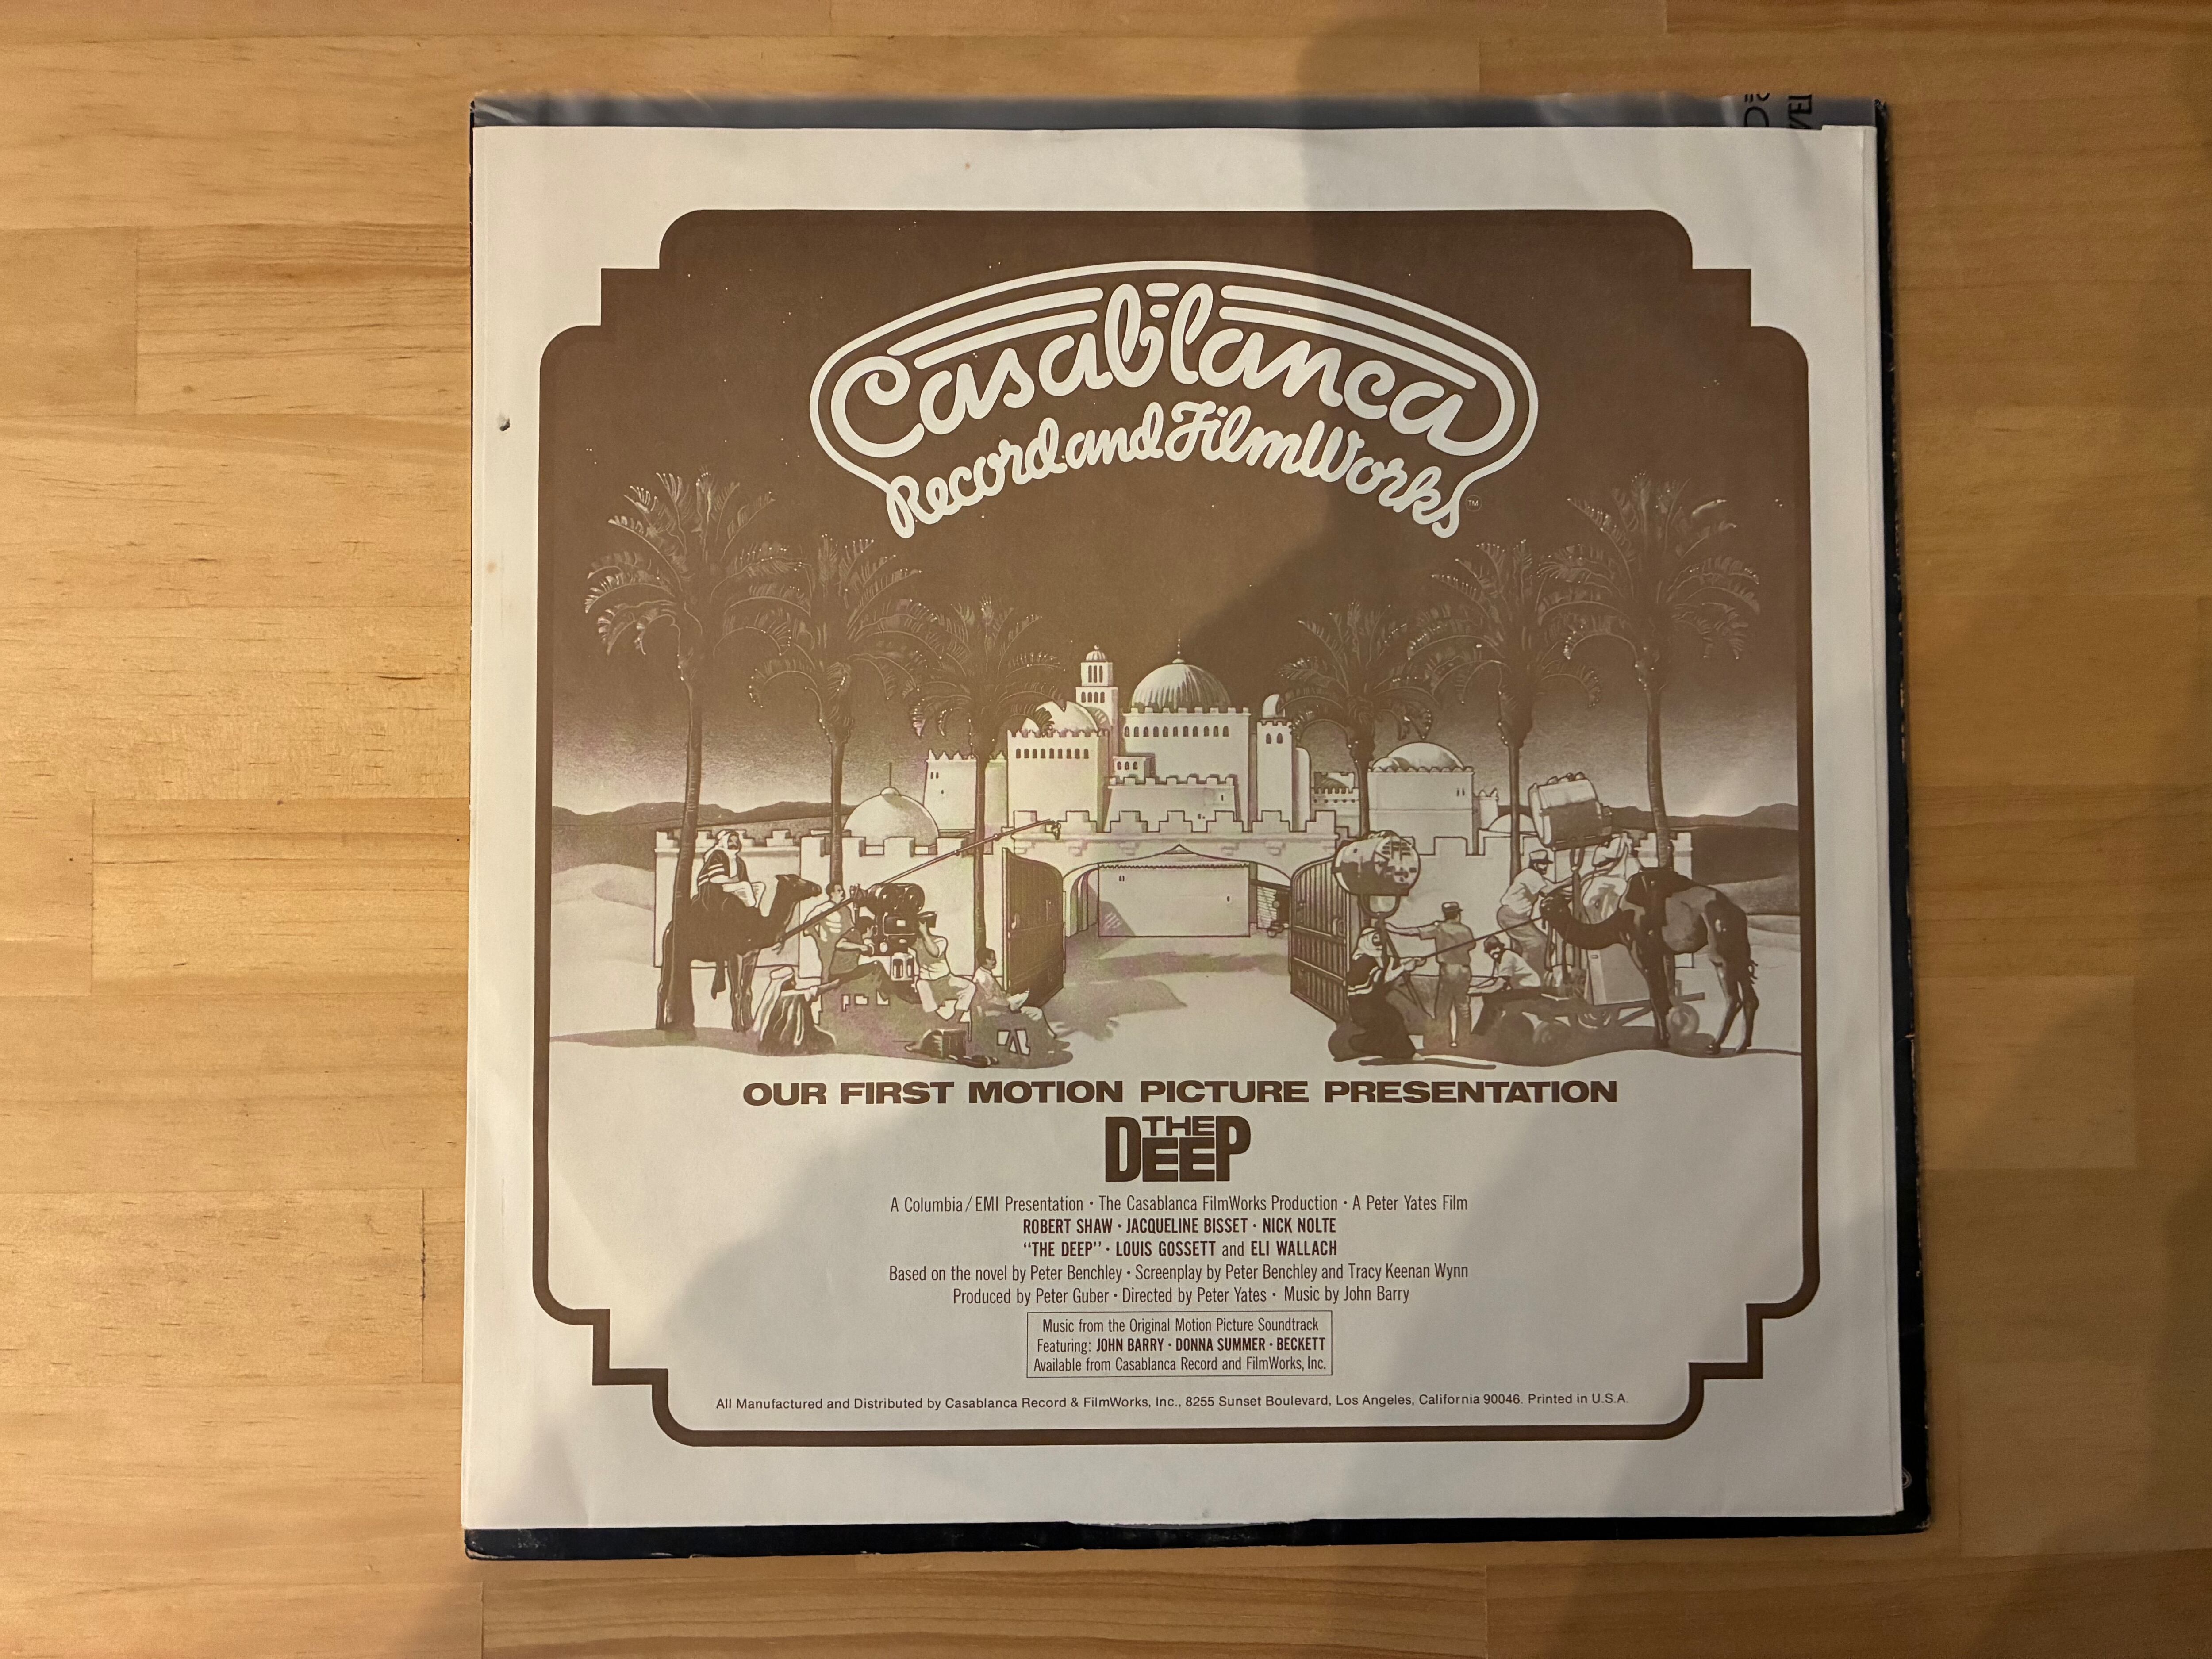 Casablanca
Record and FilmWorks
TM
OUR FIRST MOTION PICTURE PRESENTATION
THE
DEEP
A Columbia/EMI Presentation • The Casablanca FilmWorks Production • A Peter Yates Film
ROBERT SHAW • JACQUELINE BISSET • NICK NOLTE
“THE DEEP” • LOUIS GOSSETT and ELI WALLACH
Based on the novel by Peter Benchley • Screenplay by Peter Benchley and Tracy Keenan Wynn
Produced by Peter Guber • Directed by Peter Yates • Music by John Barry
Music from the Original Motion Picture Soundtrack
Featuring: JOHN BARRY • DONNA SUMMER • BECKETT
Available from Casablanca Record and FilmWorks, Inc.
All Manufactured and Distributed by Casablanca Record & FilmWorks, Inc., 8255 Sunset Boulevard, Los Angeles, California 90046. Printed in U.S.A.